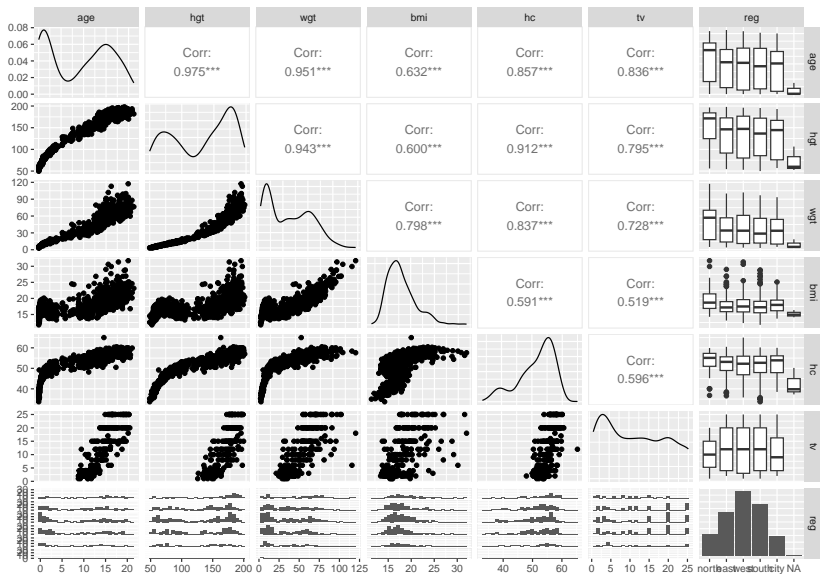 age hgt wgt bmi hc tv reg
0.08
0.06
0.04
0.02
0.00
Corr:
0.975***
Corr:
0.951***
Corr:
0.632***
Corr:
0.857***
Corr:
0.836***
age
200
150
100
50
Corr:
0.943***
Corr:
0.600***
Corr:
0.912***
Corr:
0.795***
hgt
120
90
60
30
0
Corr:
0.798***
Corr:
0.837***
Corr:
0.728***
wgt
30
25
20
15
Corr:
0.591***
Corr:
0.519***
bmi
60
50
40
Corr:
0.596***
hc
25
20
15
10
5
0
tv
reg
0 5 10 15 20
50 100 150 200
0 25 50 75 100 125
15 20 25 30
40 50 60
0 5 10 15 20 25
north east west south city NA